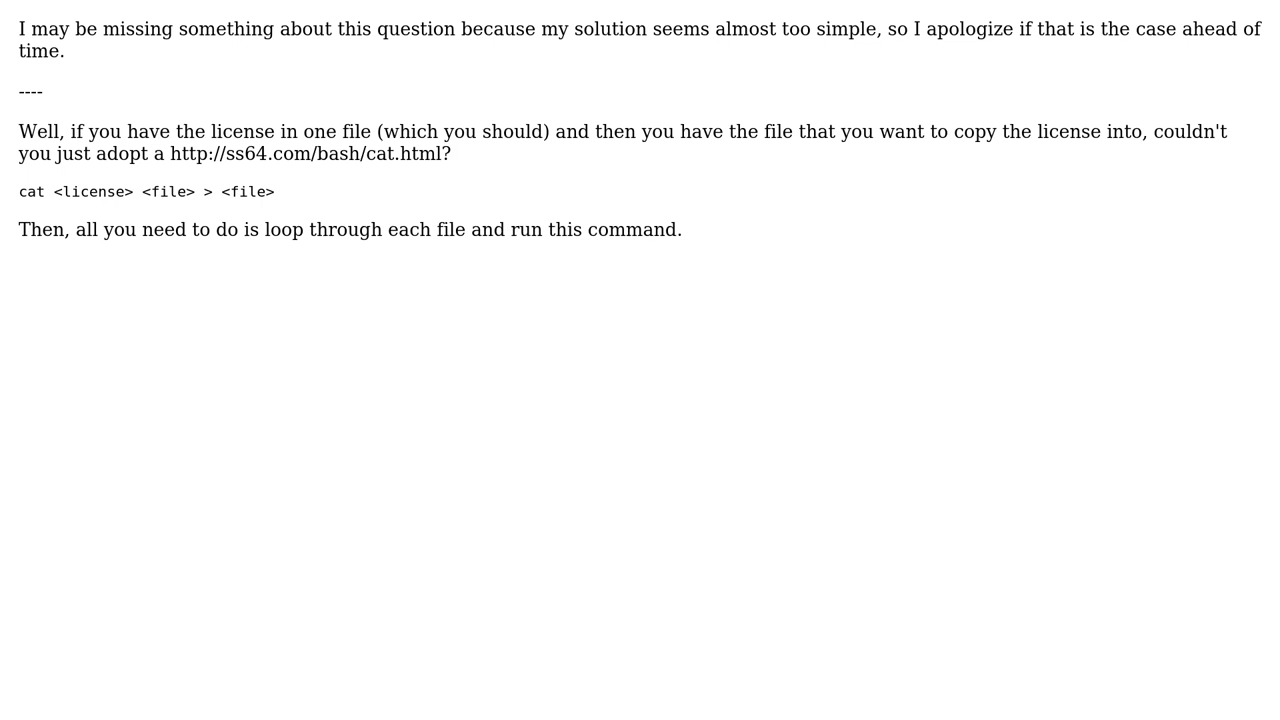 I may be missing something about this question because my solution seems almost too simple, so I apologize if that is the case ahead of
time.
----
Well, if you have the license in one file (which you should) and then you have the file that you want to copy the license into, couldn't
you just adopt a http://ss64.com/bash/cat.html?
cat <license> <file> > <file>
Then, all you need to do is loop through each file and run this command.